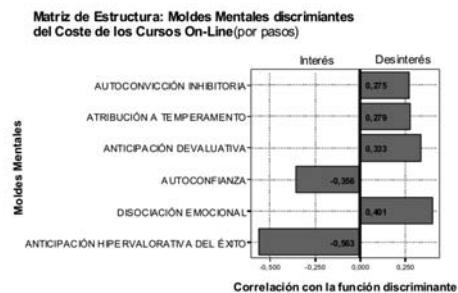 Matriz de Estructura: Moldes Mentales discrimiantes
del Coste de los Cursos On-Line(por pasos)
Interés Desinterés
Moldes Mentales
AUTOCONVICCIÓN INHIBITORIA 0,275
ATRIBUCIÓN A TEMPERAMENTO 0,279
ANTICIPACIÓN DEVALUATIVA 0,333
AUTOCONFIANZA -0,356
DISOCIACIÓN EMOCIONAL 0,401
ANTICIPACIÓN HIPERVALORATIVA DEL ÉXITO -0,563
-0,500 -0,250 0,000 0,250
Correlación con la función discriminante